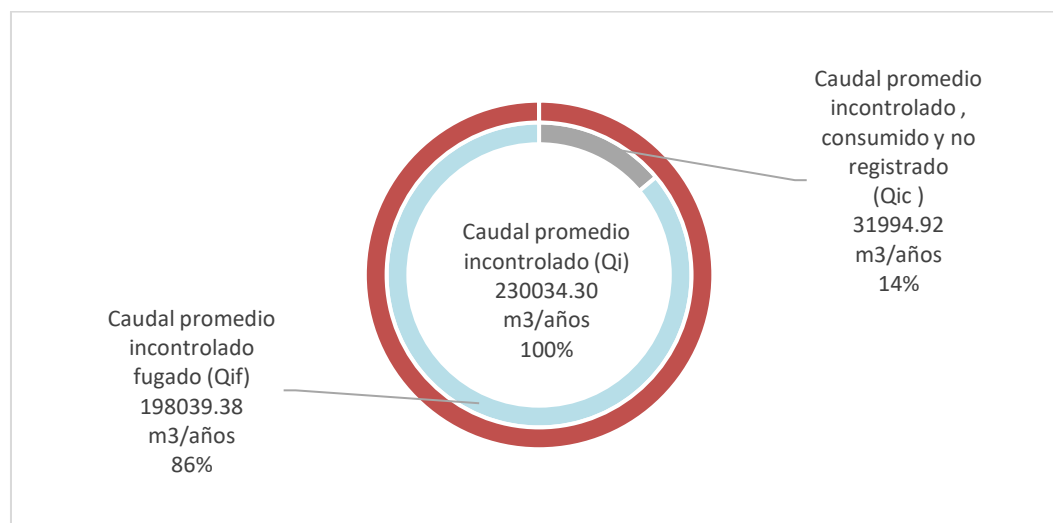 Caudal promedio
incontrolado ,
consumido y no
registrado
(Qic )
31994.92
m3/años
14%
Caudal promedio
incontrolado (Qi)
230034.30
m3/años
100%
Caudal promedio
incontrolado
fugado (Qif)
198039.38
m3/años
86%